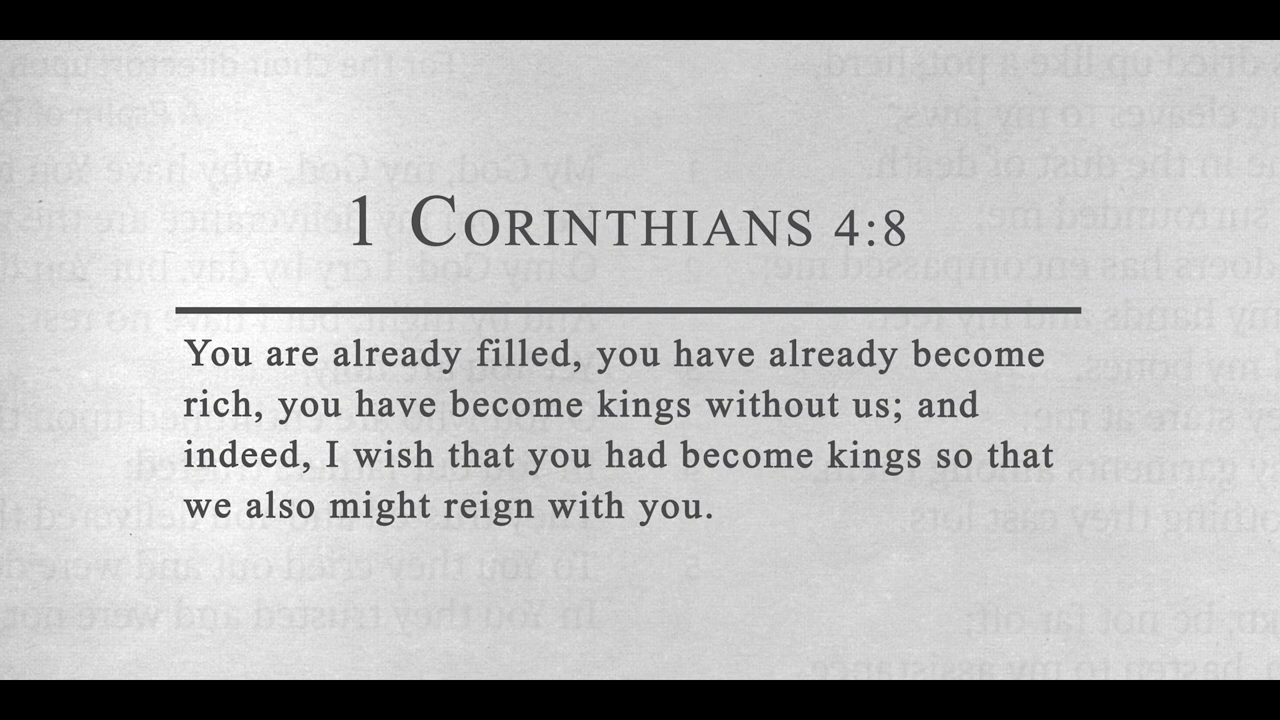 1 CORINTHIANS 4:8
You are already filled, you have already become
rich, you have become kings without us; and
indeed, I wish that you had become kings so that
we also might reign with you.